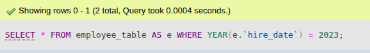 Showing rows 0 - 1 (2 total, Query took 0.0004 seconds.)
SELECT * FROM employee_table AS e WHERE YEAR(e.`hire_date`) = 2023;